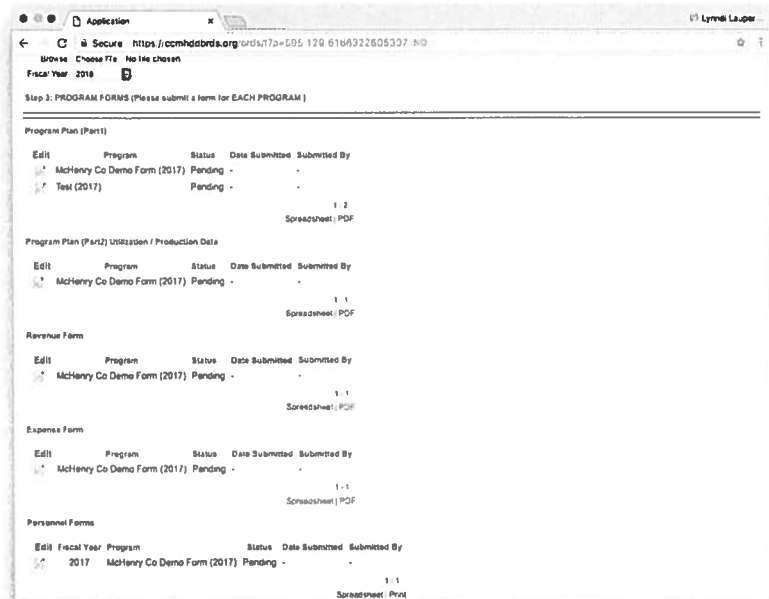 Application ×
Lynndi Lauper
Secure https://ccmhddbrds.org/ords/f?p=505:129:6166322605307::NO
Browse Choose File No file chosen
Fiscal Year 2018
Step 3: PROGRAM FORMS (Please submit a form for EACH PROGRAM )
Program Plan (Part1)
Edit Program Status Date Submitted Submitted By
McHenry Co Demo Form (2017) Pending - -
Test (2017) Pending - -
1 - 2
Spreadsheet | PDF
Program Plan (Part2) Utilization / Production Data
Edit Program Status Date Submitted Submitted By
McHenry Co Demo Form (2017) Pending - -
1 - 1
Spreadsheet | PDF
Revenue Form
Edit Program Status Date Submitted Submitted By
McHenry Co Demo Form (2017) Pending - -
1 - 1
Spreadsheet | PDF
Expense Form
Edit Program Status Date Submitted Submitted By
McHenry Co Demo Form (2017) Pending - -
1 - 1
Spreadsheet | PDF
Personnel Forms
Edit Fiscal Year Program Status Date Submitted Submitted By
2017 McHenry Co Demo Form (2017) Pending - -
1 - 1
Spreadsheet | Print